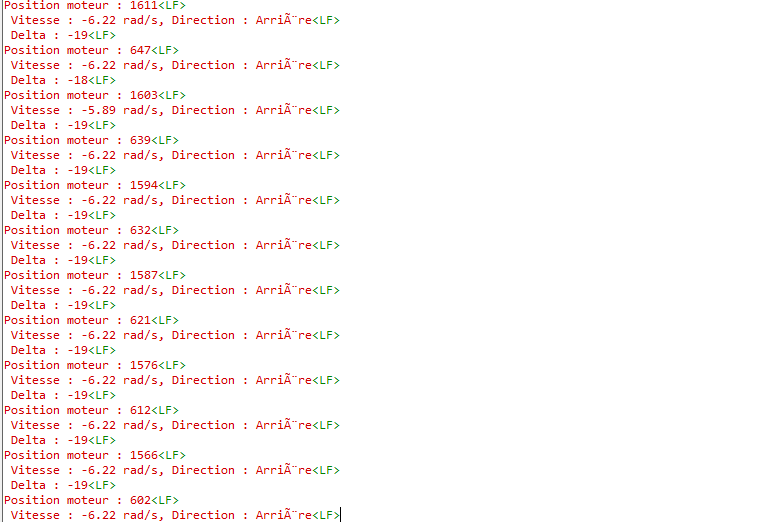 Position moteur : 1611<LF>
Vitesse : -6.22 rad/s, Direction : ArriÃ¨re<LF>
Delta : -19<LF>
Position moteur : 647<LF>
Vitesse : -6.22 rad/s, Direction : ArriÃ¨re<LF>
Delta : -18<LF>
Position moteur : 1603<LF>
Vitesse : -5.89 rad/s, Direction : ArriÃ¨re<LF>
Delta : -19<LF>
Position moteur : 639<LF>
Vitesse : -6.22 rad/s, Direction : ArriÃ¨re<LF>
Delta : -19<LF>
Position moteur : 1594<LF>
Vitesse : -6.22 rad/s, Direction : ArriÃ¨re<LF>
Delta : -19<LF>
Position moteur : 632<LF>
Vitesse : -6.22 rad/s, Direction : ArriÃ¨re<LF>
Delta : -19<LF>
Position moteur : 1587<LF>
Vitesse : -6.22 rad/s, Direction : ArriÃ¨re<LF>
Delta : -19<LF>
Position moteur : 621<LF>
Vitesse : -6.22 rad/s, Direction : ArriÃ¨re<LF>
Delta : -19<LF>
Position moteur : 1576<LF>
Vitesse : -6.22 rad/s, Direction : ArriÃ¨re<LF>
Delta : -19<LF>
Position moteur : 612<LF>
Vitesse : -6.22 rad/s, Direction : ArriÃ¨re<LF>
Delta : -19<LF>
Position moteur : 1566<LF>
Vitesse : -6.22 rad/s, Direction : ArriÃ¨re<LF>
Delta : -19<LF>
Position moteur : 602<LF>
Vitesse : -6.22 rad/s, Direction : ArriÃ¨re<LF>